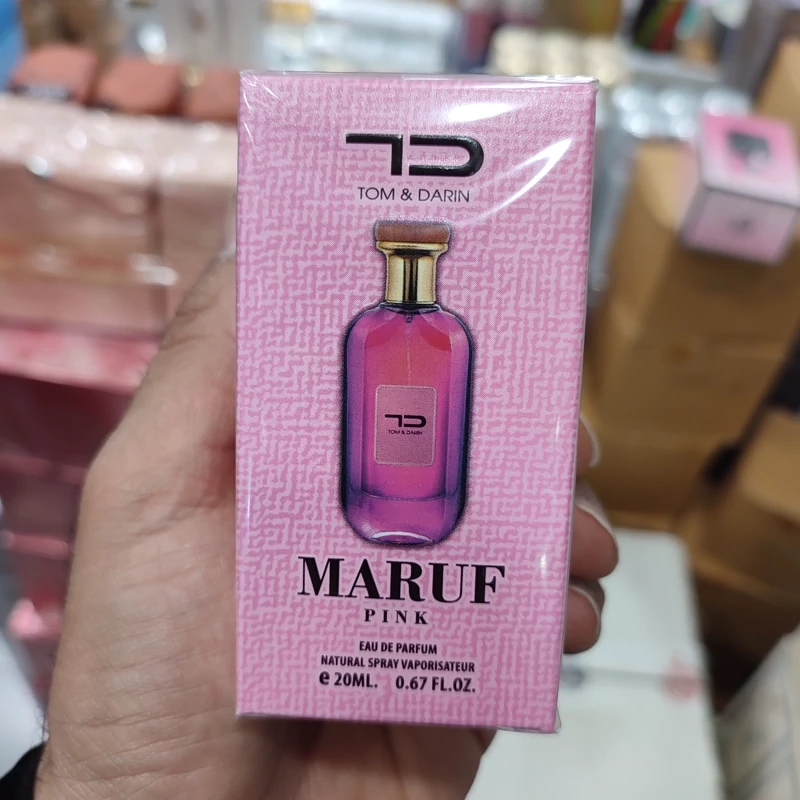 TD
TOM & DARIN
TD
TOM & DARIN
MARUF
PINK
EAU DE PARFUM
NATURAL SPRAY VAPORISATEUR
e 20ML. 0.67 FL.OZ.